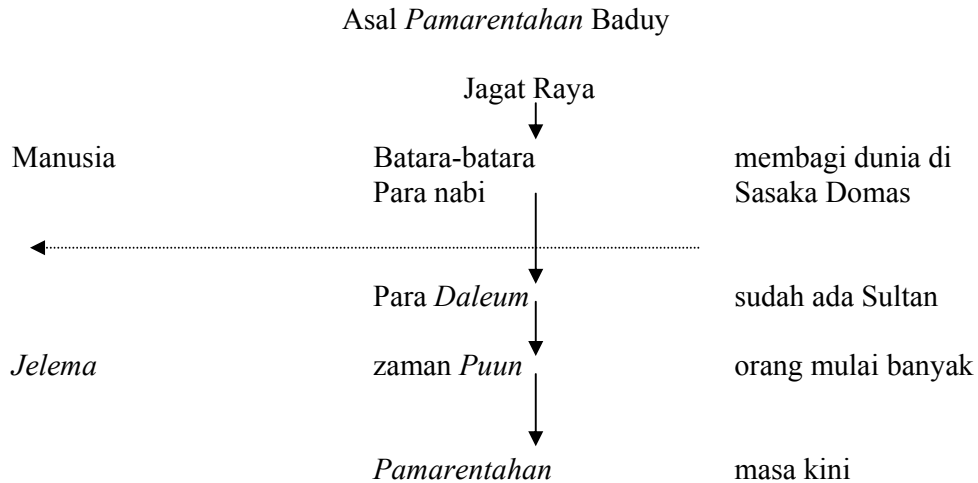 Asal Pamarentahan Baduy
Jagat Raya
Manusia Batara-batara membagi dunia di
Para nabi Sasaka Domas
Para Daleum sudah ada Sultan
Jelema zaman Puun orang mulai banyak
Pamarentahan masa kini